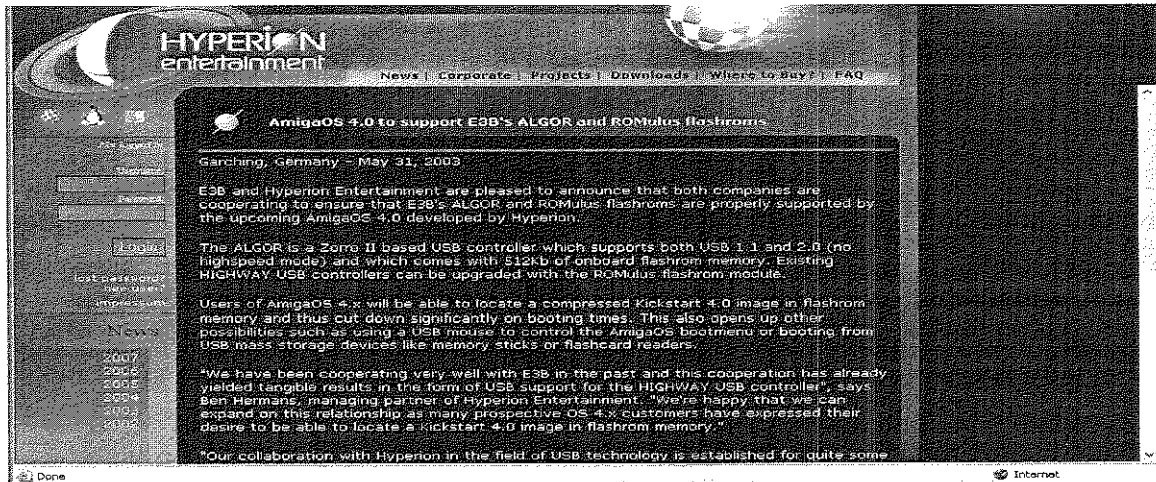 HYPERION
entertainment
News | Corporate | Projects | Downloads | Where to Buy? | FAQ
AmigaOS 4.0 to support E3B's ALGOR and ROMulus flashroms
Garching, Germany - May 31, 2003
E3B and Hyperion Entertainment are pleased to announce that both companies are
cooperating to ensure that E3B's ALGOR and ROMulus flashroms are properly supported by
the upcoming AmigaOS 4.0 developed by Hyperion.
The ALGOR is a Zorro II based USB controller which supports both USB 1.1 and 2.0 (no
highspeed mode) and which comes with 512Kb of onboard flashrom memory. Existing
HIGHWAY USB controllers can be upgraded with the ROMulus flashrom module.
Users of AmigaOS 4.x will be able to locate a compressed Kickstart 4.0 image in flashrom
memory and thus cut down significantly on booting times. This also opens up other
possibilities such as using a USB mouse to control the AmigaOS bootmenu or booting from
USB mass storage devices like memory sticks or flashcard readers.
"We have been cooperating very well with E3B in the past and this cooperation has already
yielded tangible results in the form of USB support for the HIGHWAY USB controller", says
Ben Hermans, managing partner of Hyperion Entertainment. "We're happy that we can
expand on this relationship as many prospective OS 4.x customers have expressed their
desire to be able to locate a Kickstart 4.0 image in flashrom memory."
"Our collaboration with Hyperion in the field of USB technology is established for quite some
Login
lost password?
new user?
Impressum
News
2007
2006
2005
2004
2003
2002
Done
Internet